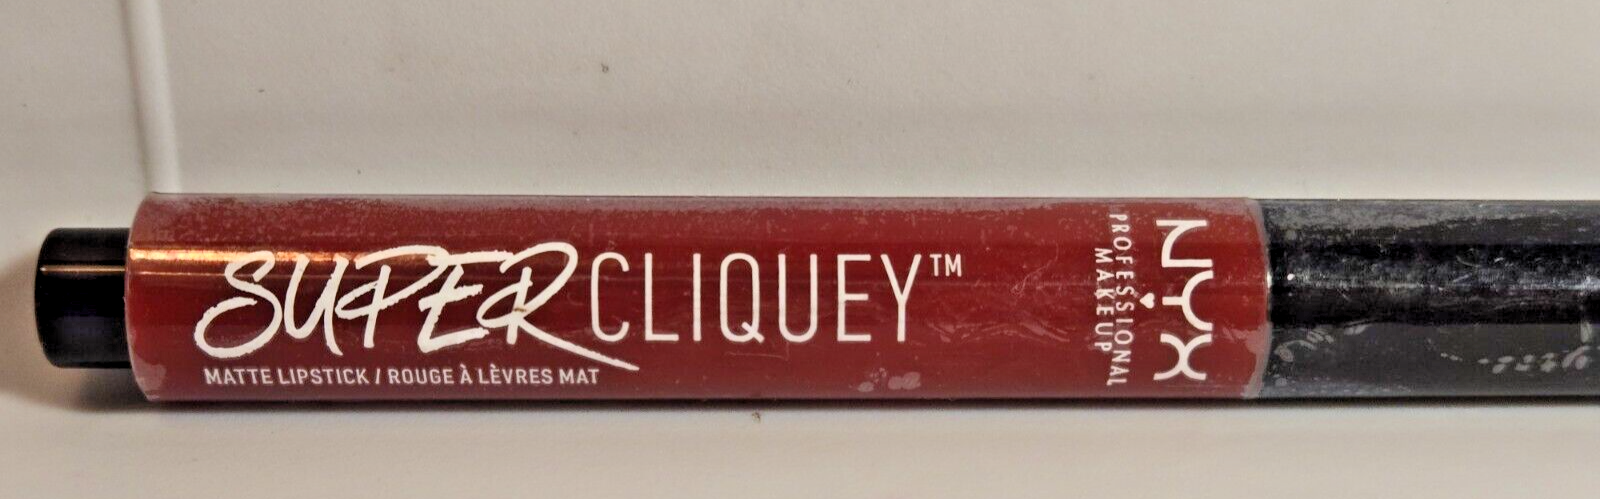 SUPER CLIQUEY™
MATTE LIPSTICK / ROUGE À LÈVRES MAT
NYX
PROFESSIONAL
MAKEUP